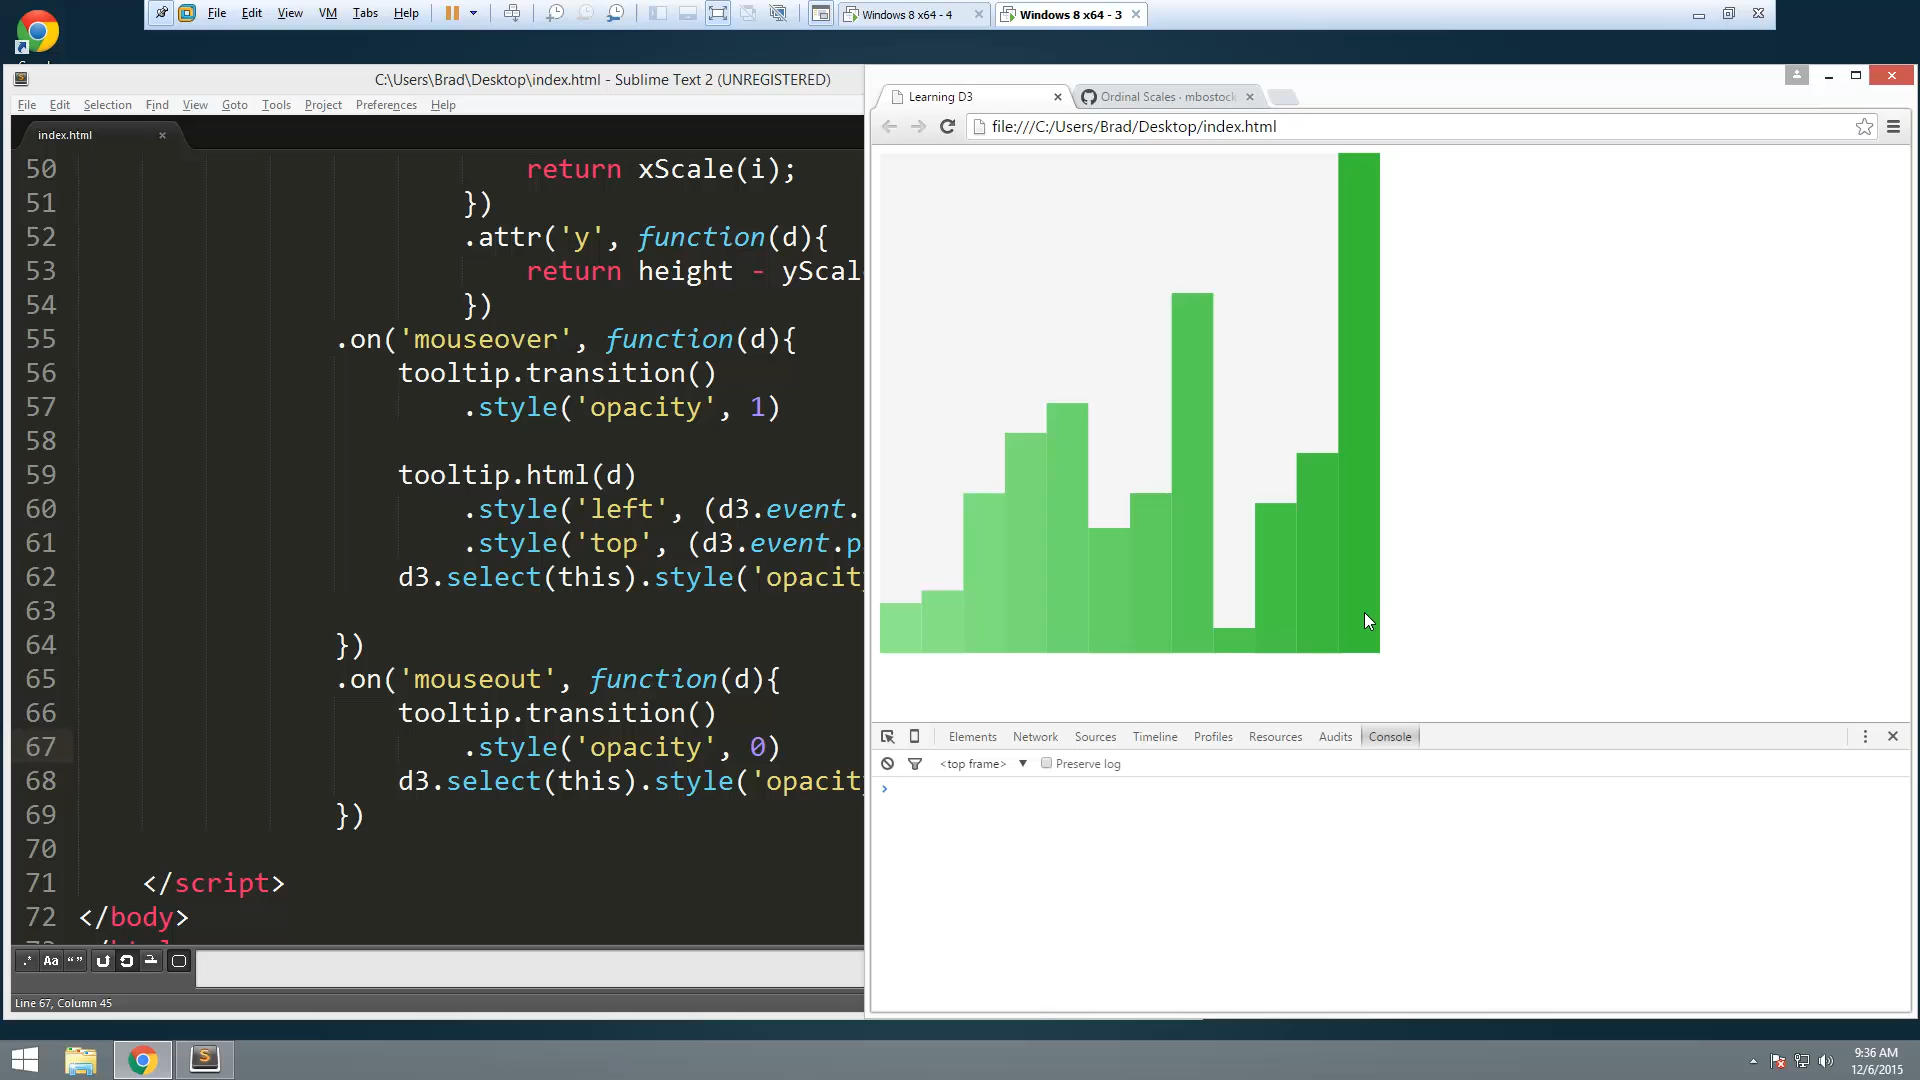 File Edit View VM Tabs Help
Windows 8 x64 - 4
Windows 8 x64 - 3
C:\Users\Brad\Desktop\index.html - Sublime Text 2 (UNREGISTERED)
File Edit Selection Find View Goto Tools Project Preferences Help
index.html
50 return xScale(i);
51 })
52 .attr('y', function(d){
53 return height - yScal
54 })
55 .on('mouseover', function(d){
56 tooltip.transition()
57 .style('opacity', 1)
58
59 tooltip.html(d)
60 .style('left', (d3.event.
61 .style('top', (d3.event.p
62 d3.select(this).style('opacit
63
64 })
65 .on('mouseout', function(d){
66 tooltip.transition()
67 .style('opacity', 0)
68 d3.select(this).style('opacit
69 })
70
71 </script>
72 </body>
.* Aa “”
Line 67, Column 45
Learning D3
Ordinal Scales · mbostock
file:///C:/Users/Brad/Desktop/index.html
Elements Network Sources Timeline Profiles Resources Audits Console
<top frame> ▼ Preserve log
>
9:36 AM
12/6/2015